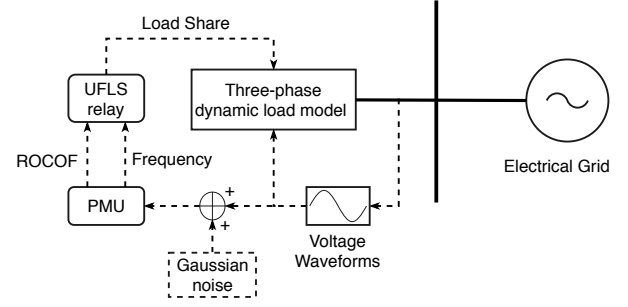 Load Share
UFLS
relay
Three-phase
dynamic load model
ROCOF
Frequency
Electrical Grid
PMU
+
+
Voltage
Waveforms
Gaussian
noise